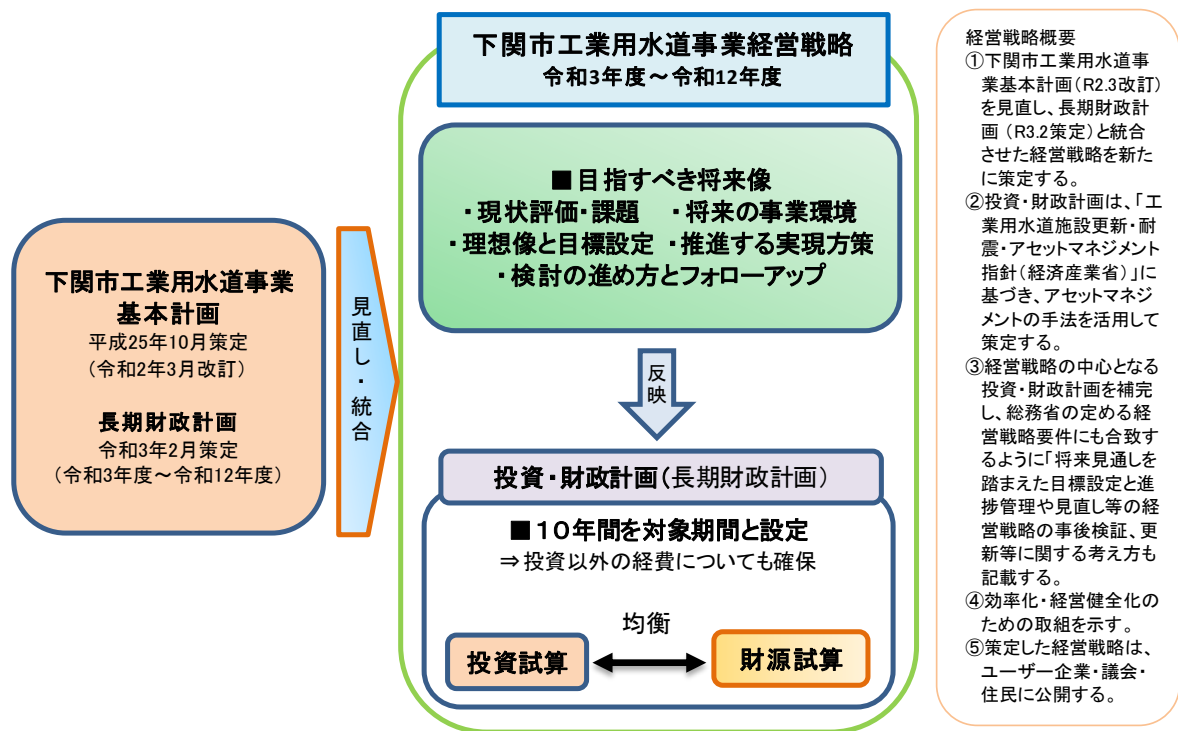 下関市工業用水道事業
基本計画
平成25年10月策定
(令和2年3月改訂)
長期財政計画
令和3年2月策定
(令和3年度～令和12年度)
見直し・統合
下関市工業用水道事業経営戦略
令和3年度～令和12年度
■目指すべき将来像
・現状評価・課題　・将来の事業環境
・理想像と目標設定　・推進する実現方策
・検討の進め方とフォローアップ
反映
投資・財政計画(長期財政計画)
■10年間を対象期間と設定
⇒投資以外の経費についても確保
均衡
投資試算
財源試算
経営戦略概要
①下関市工業用水道事
業基本計画(R2.3改訂)
を見直し、長期財政計
画 (R3.2策定)と統合
させた経営戦略を新た
に策定する。
②投資・財政計画は、「工
業用水道施設更新・耐
震・アセットマネジメント
指針(経済産業省)」に
基づき、アセットマネジ
メントの手法を活用して
策定する。
③経営戦略の中心となる
投資・財政計画を補完
し、総務省の定める経
営戦略要件にも合致す
るように「将来見通しを
踏まえた目標設定と進
捗管理や見直し等の経
営戦略の事後検証、更
新等に関する考え方も
記載する。
④効率化・経営健全化の
ための取組を示す。
⑤策定した経営戦略は、
ユーザー企業・議会・
住民に公開する。